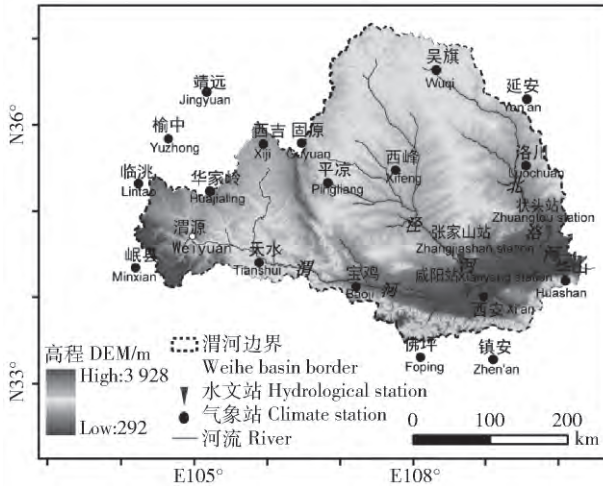 吴旗
Wuqi
靖远
Jingyuan
延安
Yan'an
N36°
榆中
Yuzhong
西吉
Xiji
固原
Guyuan
洛川
Luochuan
临洮
Lintao
华家岭
Huajialing
平凉
Pingliang
西峰
Xifeng
北
状头站
Zhuangtou station
洛
渭源
Weiyuan
泾
张家山站
Zhangjiashan station
河
岷县
Minxian
天水
Tianshui
渭
河
宝鸡
Baoji
咸阳站
Xianyang station
华山
Huashan
西安 Xi'an
佛坪
Foping
镇安
Zhen'an
N33°
高程 DEM/m
High:3 928
Low:292
渭河边界
Weihe basin border
水文站 Hydrological station
气象站 Climate station
河流 River
0 50 100 200
km
E105°
E108°